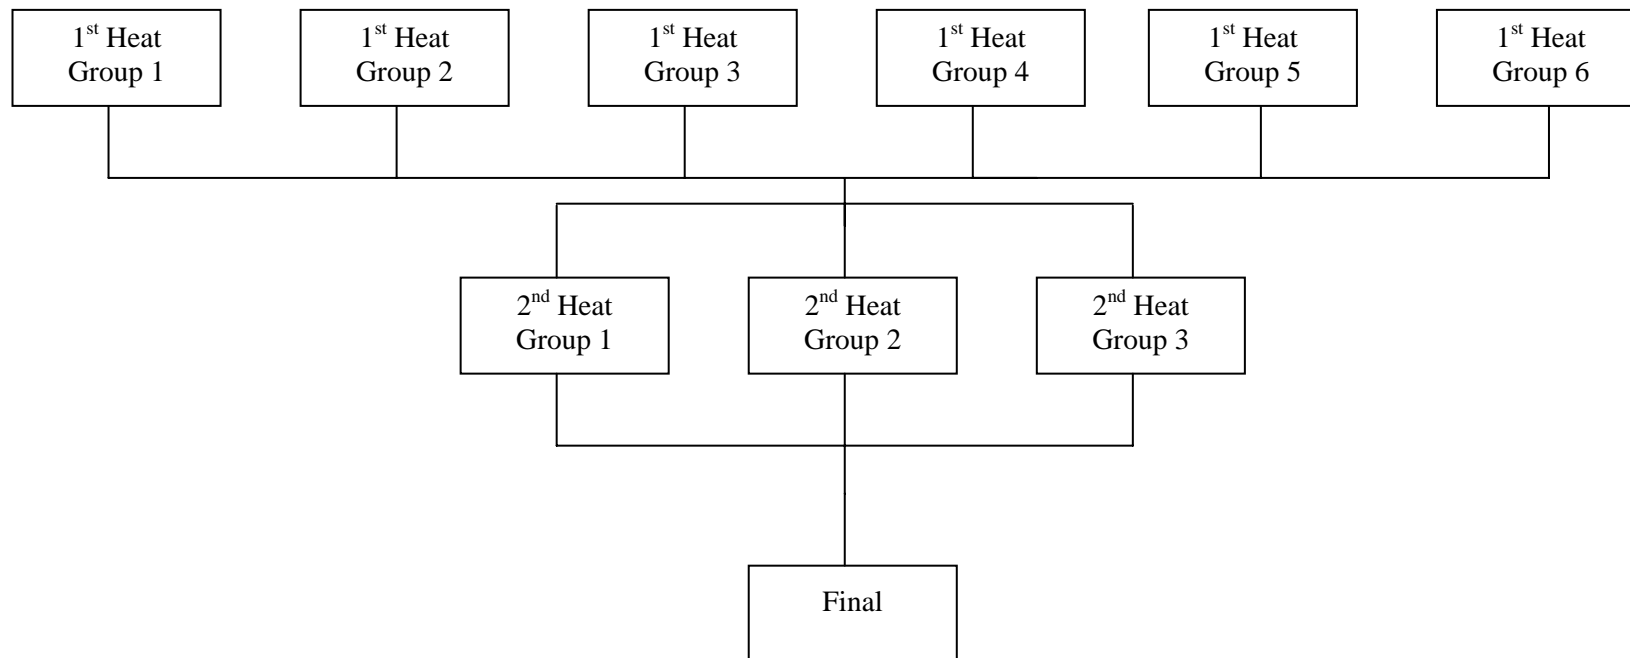 1st Heat
Group 1
1st Heat
Group 2
1st Heat
Group 3
1st Heat
Group 4
1st Heat
Group 5
1st Heat
Group 6
2nd Heat
Group 1
2nd Heat
Group 2
2nd Heat
Group 3
Final